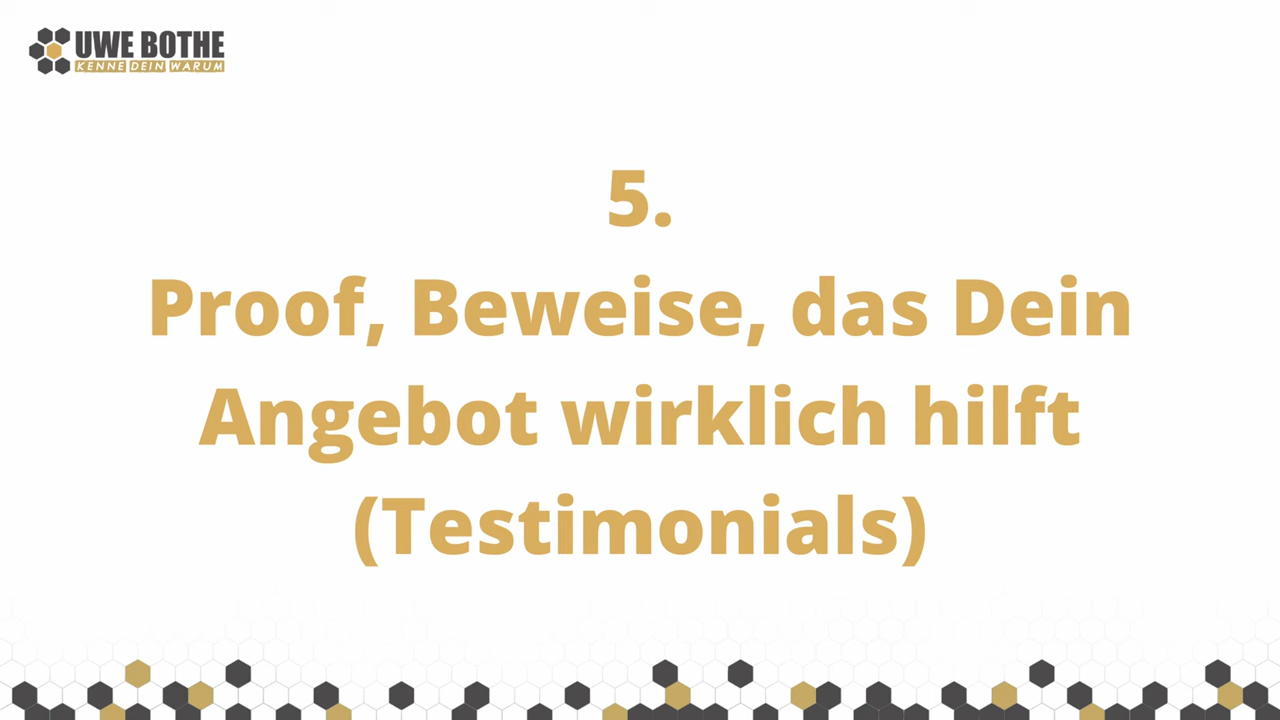 UWE BOTHE
KENNE DEIN WARUM
5.
Proof, Beweise, das Dein
Angebot wirklich hilft
(Testimonials)